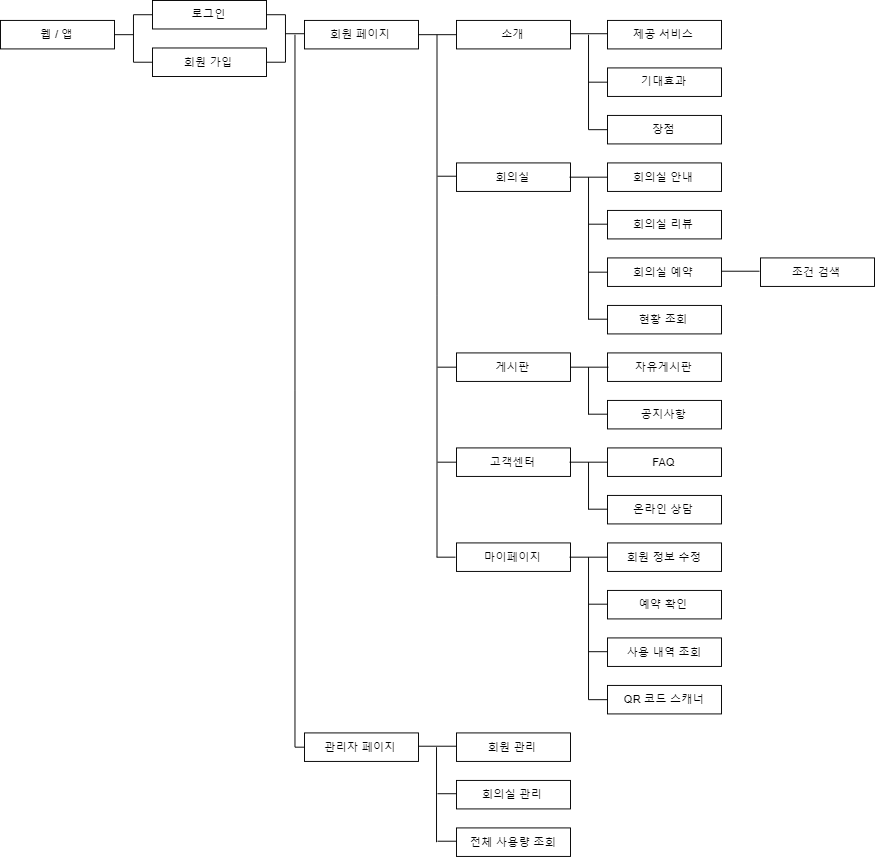 웹 / 앱
로그인
회원 가입
회원 페이지
소개
제공 서비스
기대효과
장점
회의실
회의실 안내
회의실 리뷰
회의실 예약
조건 검색
현황 조회
게시판
자유게시판
공지사항
고객센터
FAQ
온라인 상담
마이페이지
회원 정보 수정
예약 확인
사용 내역 조회
QR 코드 스캐너
관리자 페이지
회원 관리
회의실 관리
전체 사용량 조회